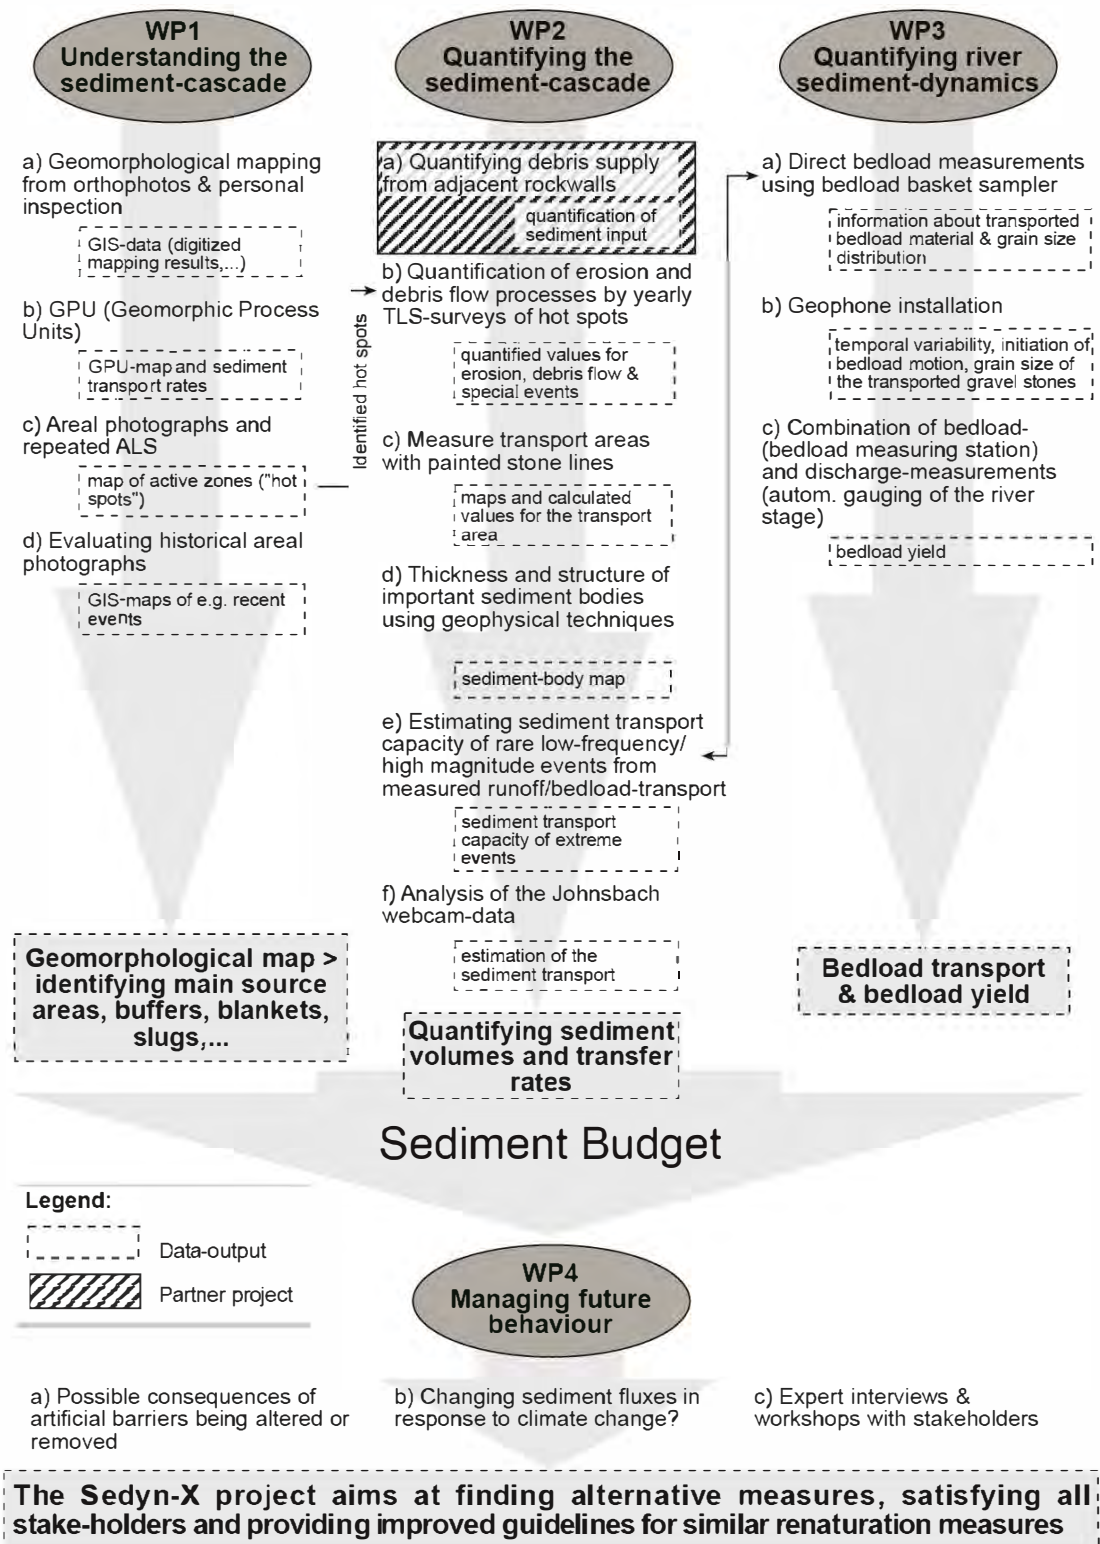 WP1
Understanding the
sediment-cascade
a) Geomorphological mapping
from orthophotos & personal
inspection
GIS-data (digitized
mapping results,...)
b) GPU (Geomorphic Process
Units)
GPU-map and sediment
transport rates
c) Areal photographs and
repeated ALS
map of active zones ("hot
spots")
d) Evaluating historical areal
photographs
GIS-maps of e.g. recent
events
Geomorphological map >
identifying main source
areas, buffers, blankets,
slugs,...
Identified hot spots
WP2
Quantifying the
sediment-cascade
a) Quantifying debris supply
from adjacent rockwalls
quantification of
sediment input
b) Quantification of erosion and
debris flow processes by yearly
TLS-surveys of hot spots
quantified values for
erosion, debris flow &
special events
c) Measure transport areas
with painted stone lines
maps and calculated
values for the transport
area
d) Thickness and structure of
important sediment bodies
using geophysical techniques
sediment-body map
e) Estimating sediment transport
capacity of rare low-frequency/
high magnitude events from
measured runoff/bedload-transport
sediment transport
capacity of extreme
events
f) Analysis of the Johnsbach
webcam-data
estimation of the
sediment transport
Quantifying sediment
volumes and transfer
rates
WP3
Quantifying river
sediment-dynamics
a) Direct bedload measurements
using bedload basket sampler
information about transported
bedload material & grain size
distribution
b) Geophone installation
temporal variability, initiation of
bedload motion, grain size of
the transported gravel stones
c) Combination of bedload-
(bedload measuring station)
and discharge-measurements
(autom. gauging of the river
stage)
bedload yield
Bedload transport
& bedload yield
Sediment Budget
Legend:
Data-output
Partner project
WP4
Managing future
behaviour
a) Possible consequences of
artificial barriers being altered or
removed
b) Changing sediment fluxes in
response to climate change?
c) Expert interviews &
workshops with stakeholders
The Sedyn-X project aims at finding alternative measures, satisfying all
stake-holders and providing improved guidelines for similar renaturation measures